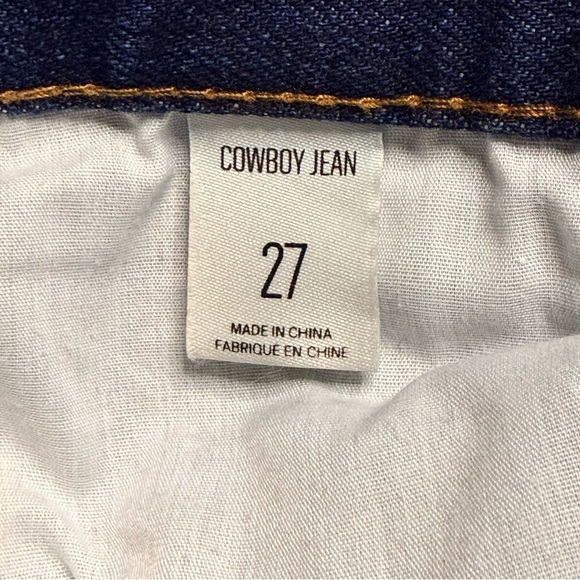 COWBOY JEAN
27
MADE IN CHINA
FABRIQUÉ EN CHINE